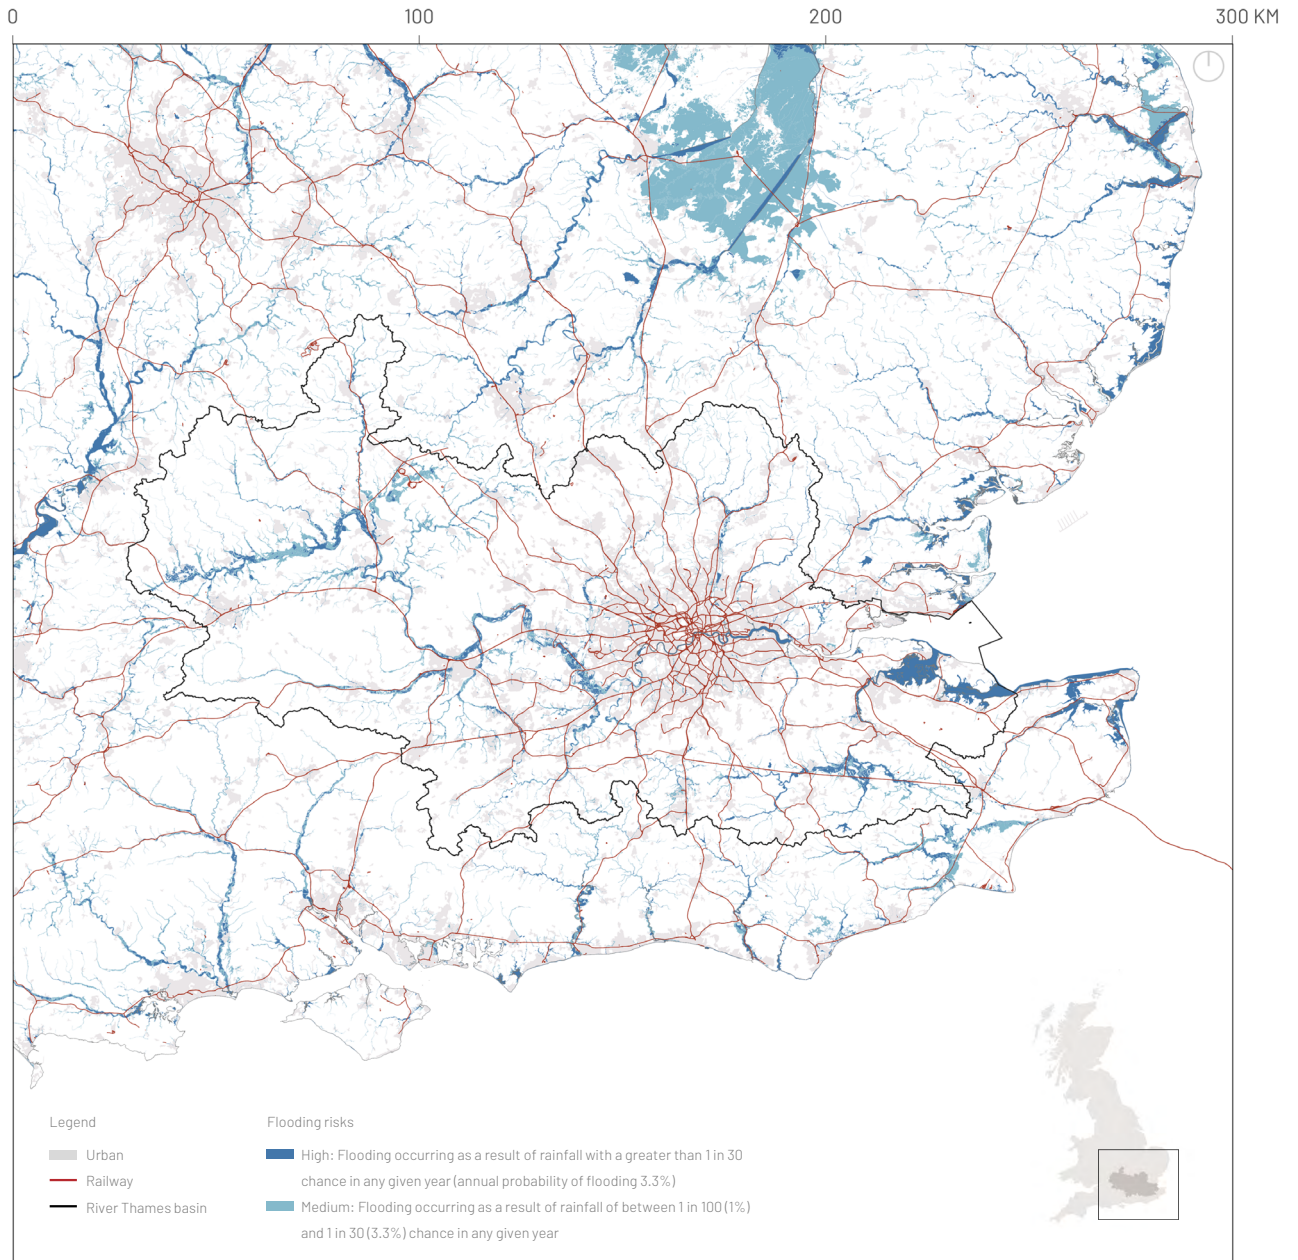 0 100 200 300 KM
Legend
Urban
Railway
River Thames basin
Flooding risks
High: Flooding occurring as a result of rainfall with a greater than 1 in 30
chance in any given year (annual probability of flooding 3.3%)
Medium: Flooding occurring as a result of rainfall of between 1 in 100 (1%)
and 1 in 30 (3.3%) chance in any given year